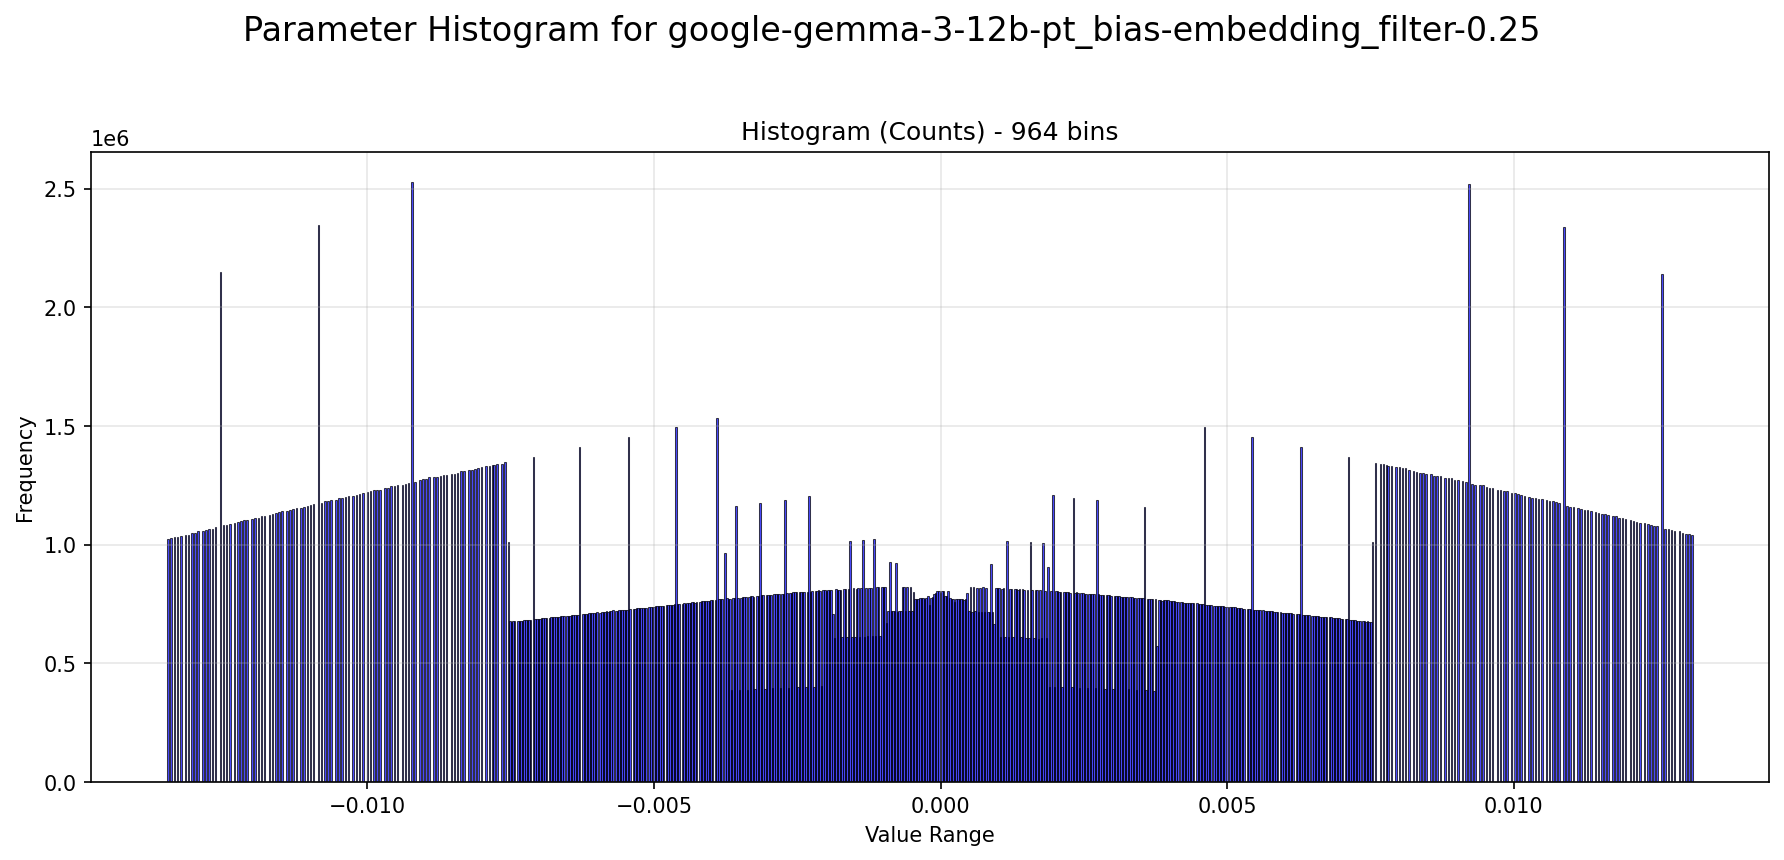 Parameter Histogram for google-gemma-3-12b-pt_bias-embedding_filter-0.25
Histogram (Counts) - 964 bins
1e6
2.5
2.0
1.5
1.0
0.5
0.0
Frequency
−0.010
−0.005
0.000
0.005
0.010
Value Range